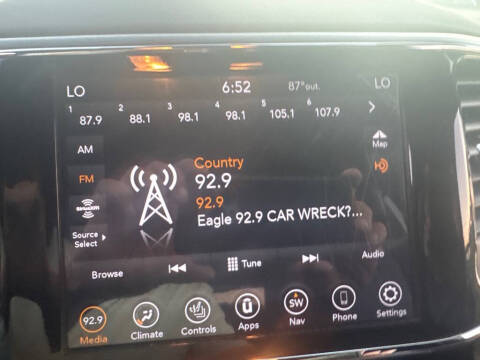 LO 6:52 87°out. LO
1 87.9 2 88.1 3 98.1 4 98.1 5 105.1 6 107.9
AM
Map
Country
FM
92.9
92.9
siriusxm
Eagle 92.9 CAR WRECK?...
Source
Select
Browse
Tune
Audio
92.9
SW
Media
Climate
Controls
Apps
Nav
Phone
Settings